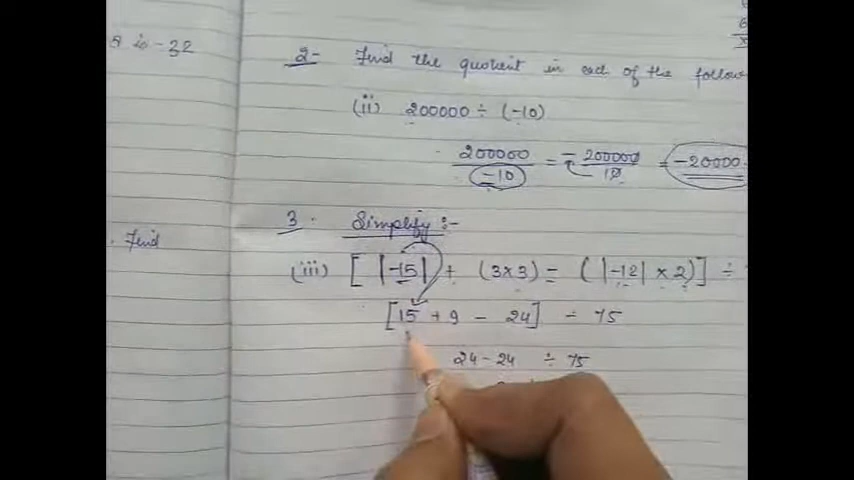 is -32
2- Find the quotient in each of the follow
(ii) 200000 ÷ (-10)
200000/-10 = -200000/10 = -20000
3. Simplify :-
Find
(iii) [ |-15| + (3×3) = ( |-12| × 2)] ÷
[15 + 9 - 24] ÷ 75
24-24 ÷ 75